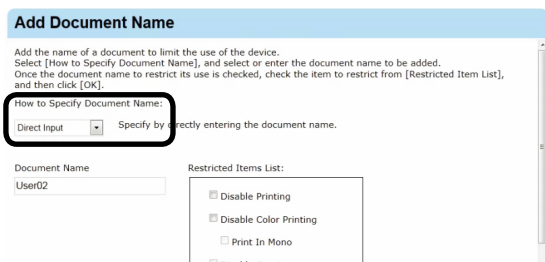 Add Document Name
Add the name of a document to limit the use of the device.
Select [How to Specify Document Name], and select or enter the document name to be added.
Once the document name to restrict its use is checked, check the item to restrict from [Restricted Item List],
and then click [OK].
How to Specify Document Name:
Direct Input Specify by directly entering the document name.
Document Name Restricted Items List:
User02
Disable Printing
Disable Color Printing
Print In Mono